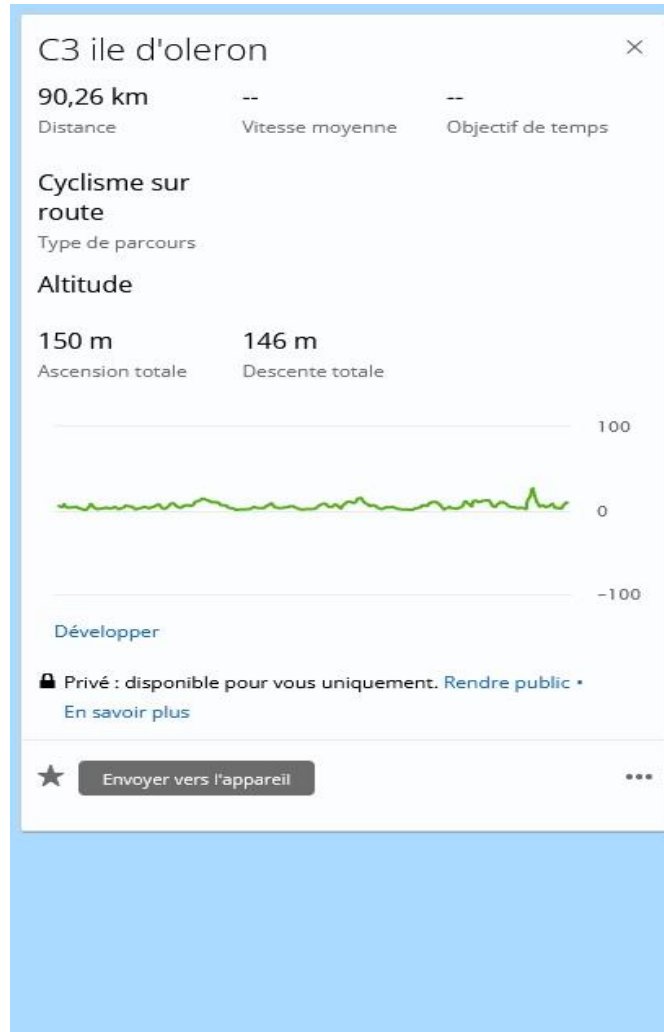 C3 ile d'oleron
90,26 km -- --
Distance Vitesse moyenne Objectif de temps
Cyclisme sur
route
Type de parcours
Altitude
150 m 146 m
Ascension totale Descente totale
100
0
-100
Développer
Privé : disponible pour vous uniquement. Rendre public •
En savoir plus
Envoyer vers l'appareil